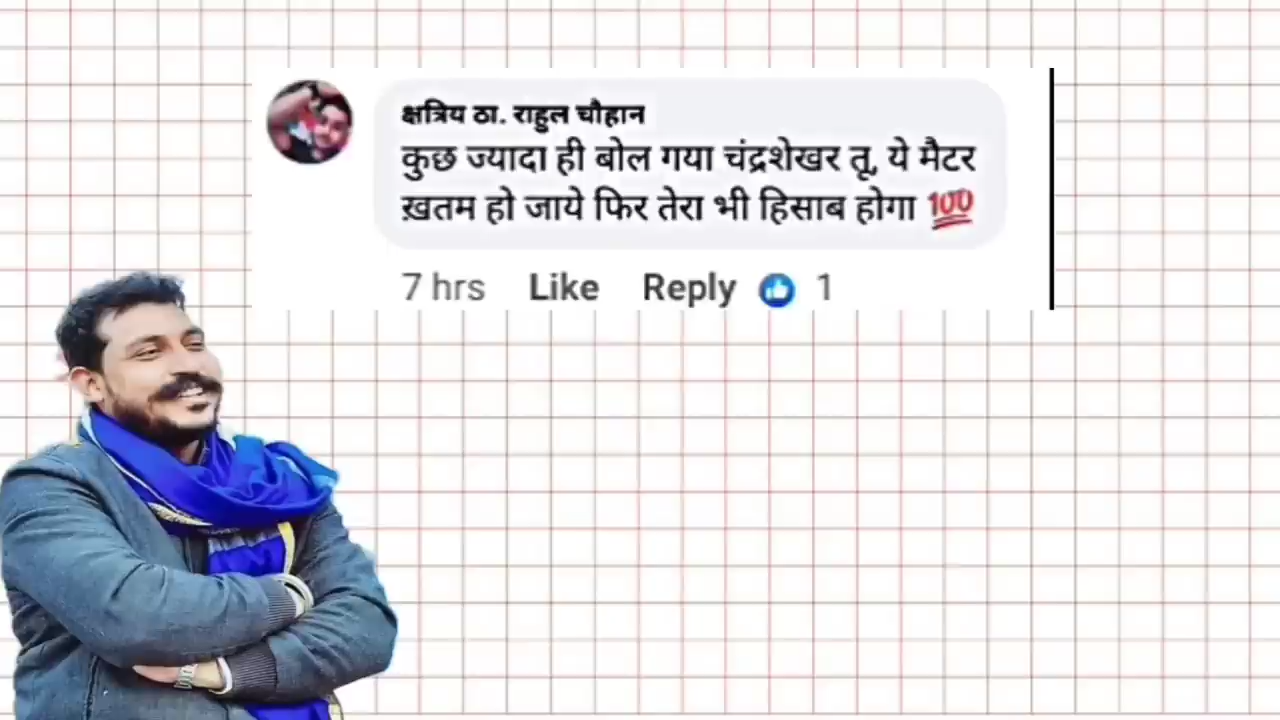 क्षत्रिय ठा. राहुल चौहान
कुछ ज्यादा ही बोल गया चंद्रशेखर तू, ये मैटर
ख़तम हो जाये फिर तेरा भी हिसाब होगा 💯
7 hrs Like Reply 1